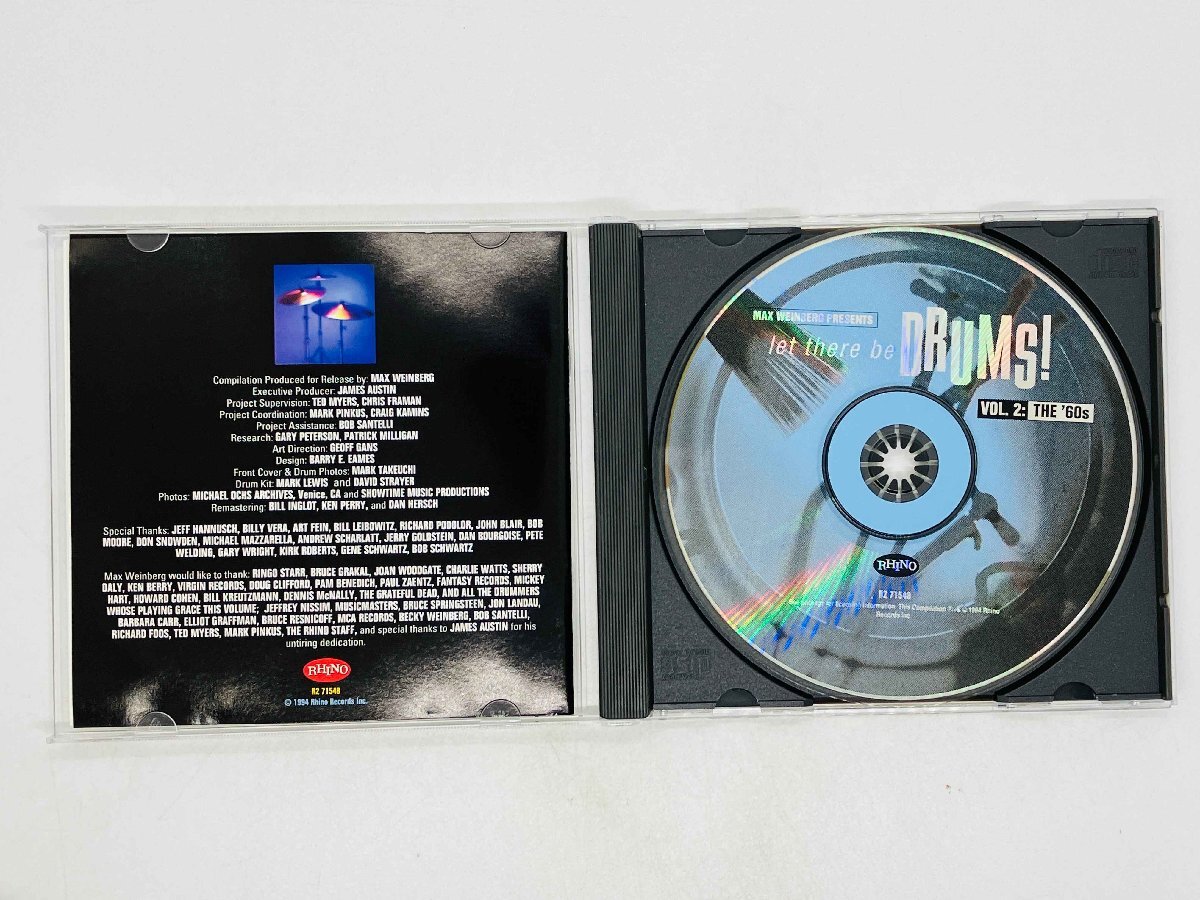 Compilation Produced for Release by: MAX WEINBERG
Executive Producer: JAMES AUSTIN
Project Supervision: TED MYERS, CHRIS FRAMAN
Project Coordination: MARK PINKUS, CRAIG KAMINS
Project Assistance: BOB SANTELLI
Research: GARY PETERSON, PATRICK MILLIGAN
Art Direction: GEOFF GANS
Design: BARRY E. EAMES
Front Cover & Drum Photos: MARK TAKEUCHI
Drum Kit: MARK LEWIS and DAVID STRAYER
Photos: MICHAEL OCHS ARCHIVES, Venice, CA and SHOWTIME MUSIC PRODUCTIONS
Remastering: BILL INGLOT, KEN PERRY, and DAN HERSCH
Special Thanks: JEFF HANNUSCH, BILLY VERA, ART FEIN, BILL LEIBOWITZ, RICHARD PODOLOR, JOHN BLAIR, BOB
MOORE, DON SNOWDEN, MICHAEL MAZZARELLA, ANDREW SCHARLATT, JERRY GOLDSTEIN, DAN BOURGOISE, PETE
WELDING, GARY WRIGHT, KIRK ROBERTS, GENE SCHWARTZ, BOB SCHWARTZ
Max Weinberg would like to thank: RINGO STARR, BRUCE GRAKAL, JOAN WOODGATE, CHARLIE WATTS, SHERRY
DALY, KEN BERRY, VIRGIN RECORDS, DOUG CLIFFORD, PAM BENEDICH, PAUL ZAENTZ, FANTASY RECORDS, MICKEY
HART, HOWARD COHEN, BILL KREUTZMANN, DENNIS McNALLY, THE GRATEFUL DEAD, AND ALL THE DRUMMERS
WHOSE PLAYING GRACE THIS VOLUME; JEFFREY NISSIM, MUSICMASTERS, BRUCE SPRINGSTEEN, JON LANDAU,
BARBARA CARR, ELLIOT GRAFFMAN, BRUCE RESNICOFF, MCA RECORDS, BECKY WEINBERG, BOB SANTELLI,
RICHARD FOOS, TED MYERS, MARK PINKUS, THE RHINO STAFF, and special thanks to JAMES AUSTIN for his
untiring dedication.
RHINO
R2 71548
© 1994 Rhino Records Inc.
MAX WEINBERG PRESENTS
let there be DRUMS!
VOL. 2: THE '60s
RHINO
R2 71548
Information This Compilation © 1994 Rhino
Records Inc.